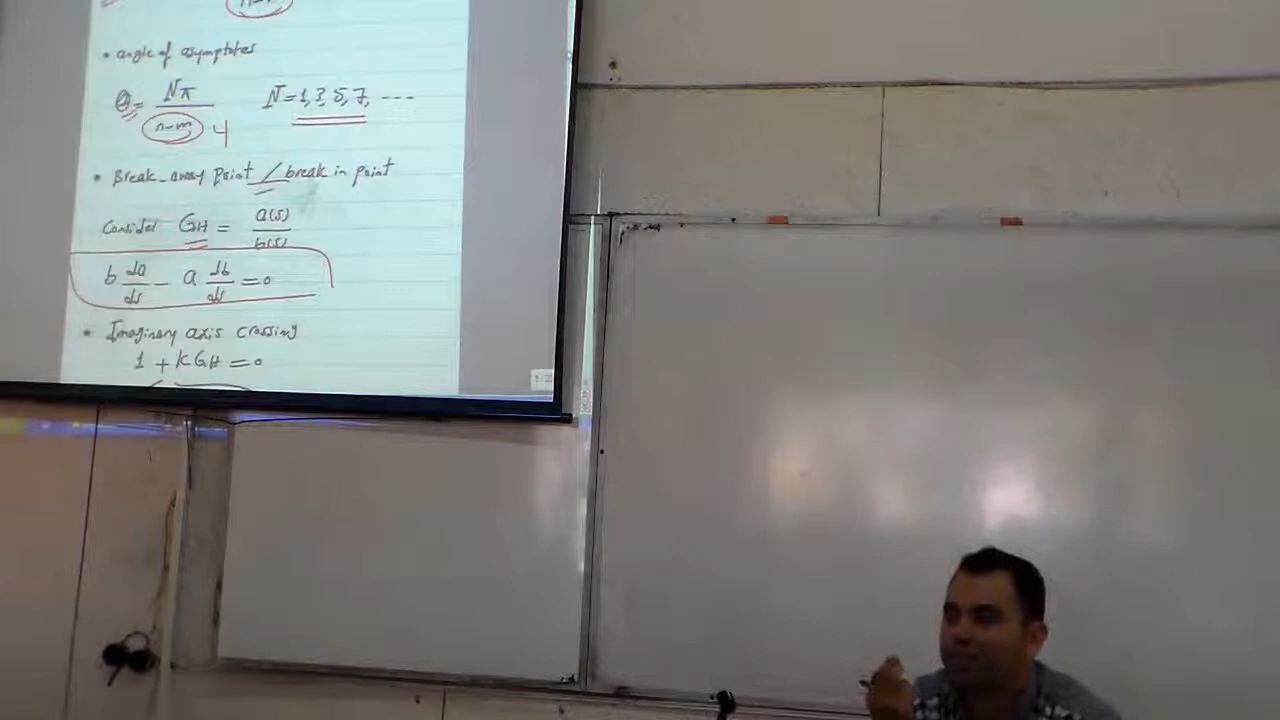 • angle of asymptotes
θ = Nπ / n-m 4 N = 1, 3, 5, 7, ----
• Break-away point / break in point
Consider GH = a(s) / b(s)
b da/ds - a db/ds = 0
• Imaginary axis crossing
1 + KGH = 0